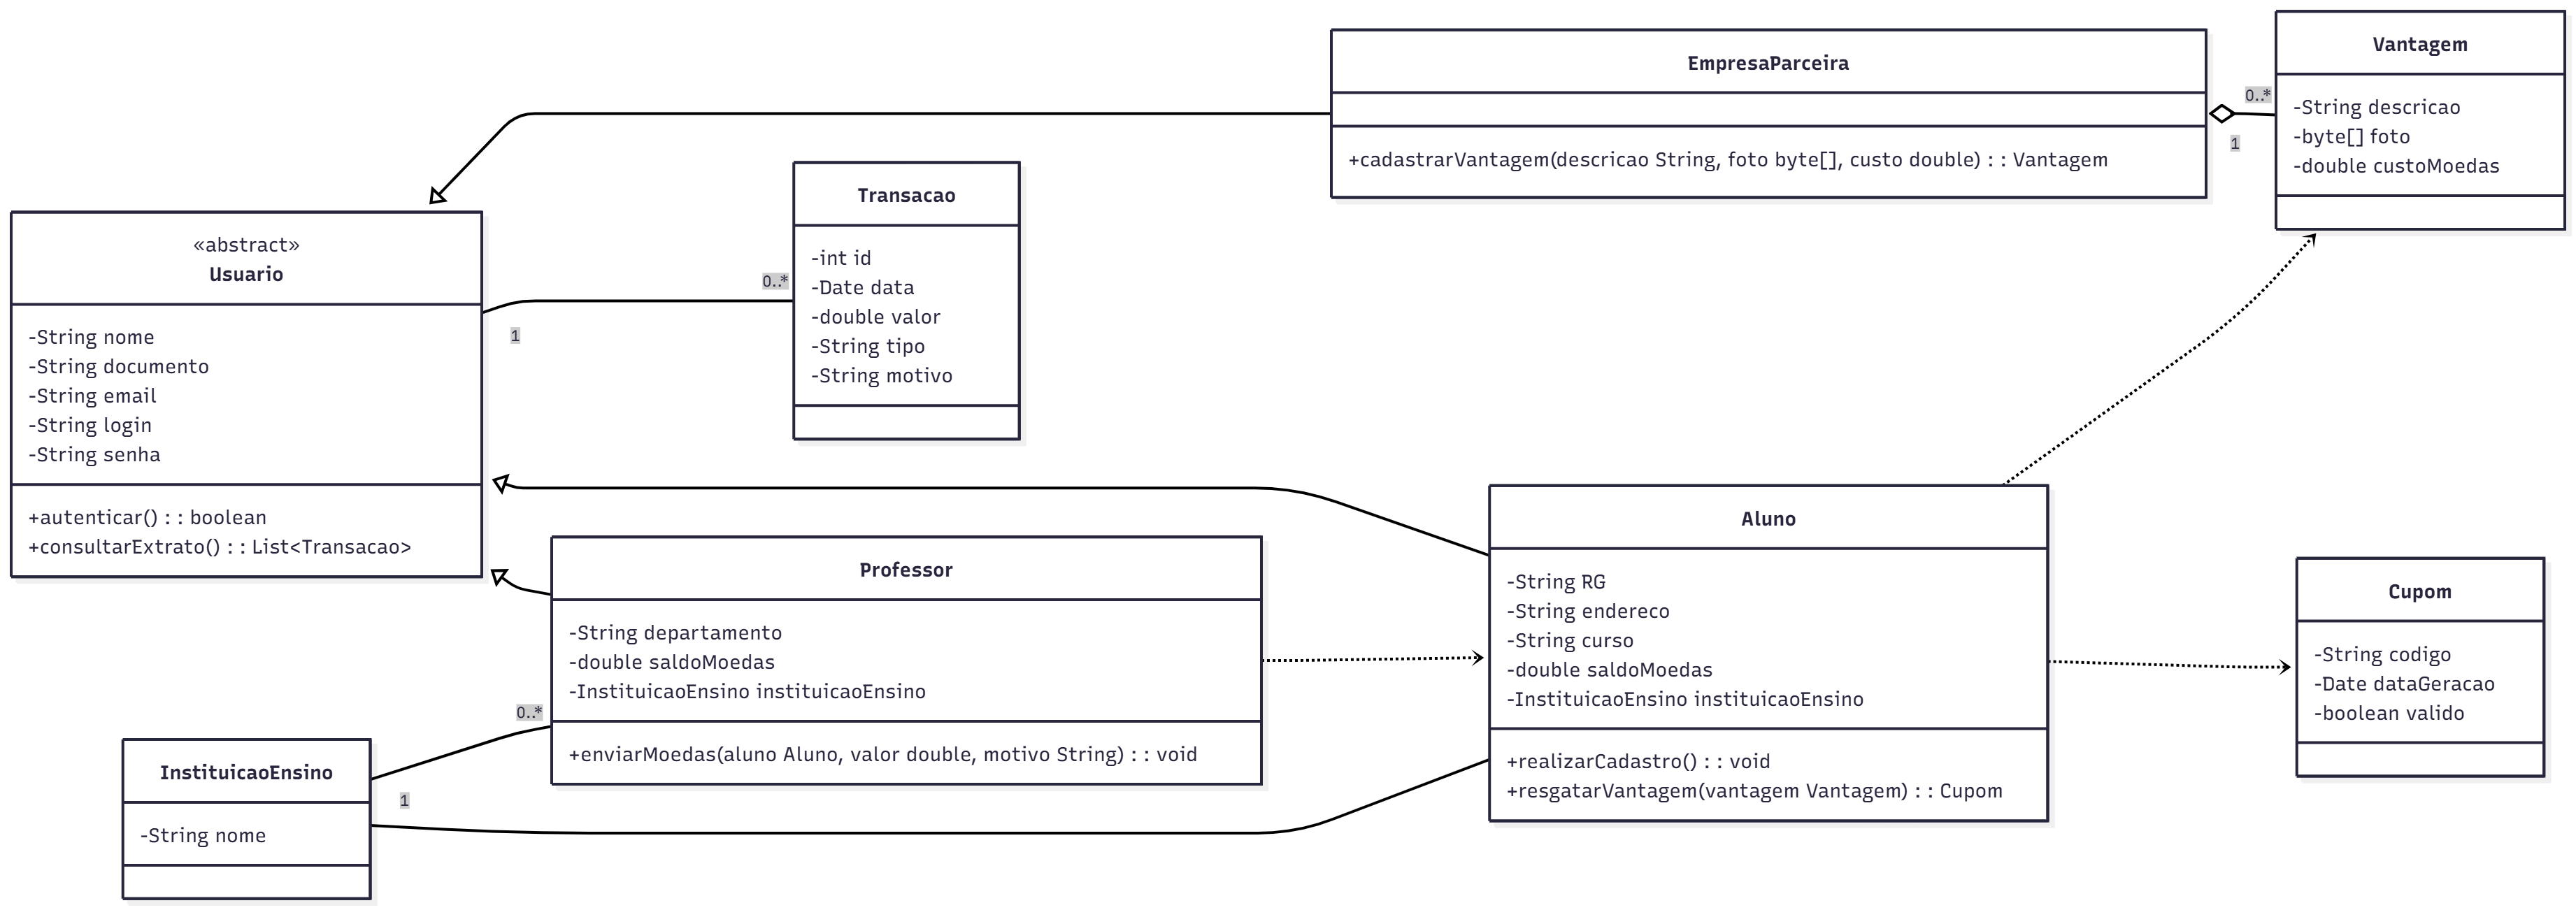 EmpresaParceira
+cadastrarVantagem(descricao String, foto byte[], custo double) : : Vantagem
0..*
1
Vantagem
-String descricao
-byte[] foto
-double custoMoedas
Transacao
-int id
-Date data
-double valor
-String tipo
-String motivo
0..*
1
«abstract»
Usuario
-String nome
-String documento
-String email
-String login
-String senha
+autenticar() : : boolean
+consultarExtrato() : : List<Transacao>
Professor
-String departamento
-double saldoMoedas
-InstituicaoEnsino instituicaoEnsino
+enviarMoedas(aluno Aluno, valor double, motivo String) : : void
Aluno
-String RG
-String endereco
-String curso
-double saldoMoedas
-InstituicaoEnsino instituicaoEnsino
+realizarCadastro() : : void
+resgatarVantagem(vantagem Vantagem) : : Cupom
Cupom
-String codigo
-Date dataGeracao
-boolean valido
0..*
1
InstituicaoEnsino
-String nome